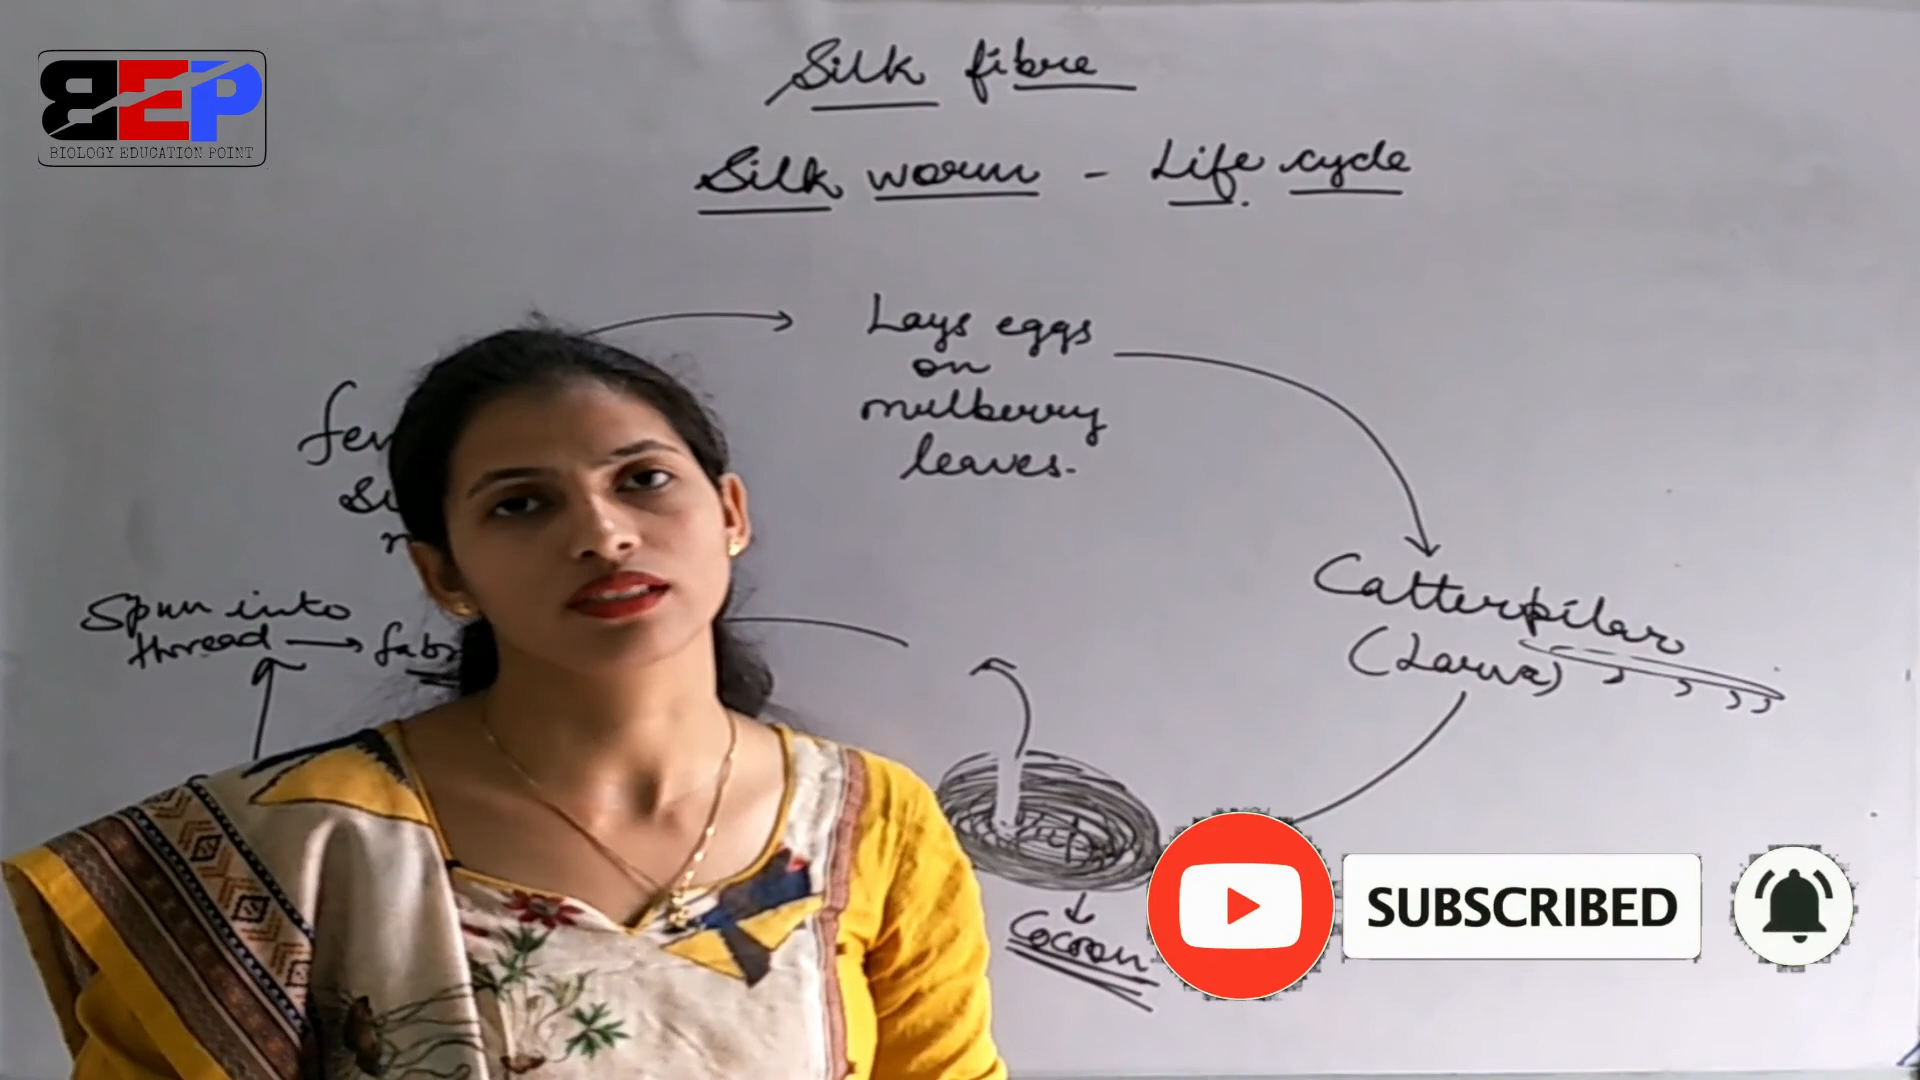 BEP
BIOLOGY EDUCATION POINT
Silk fibre
Silk worm - Life cycle
Lays eggs
on
mulberry
leaves.
Catterpilar
(Larva)
Spun into
thread
Cocoon
SUBSCRIBED